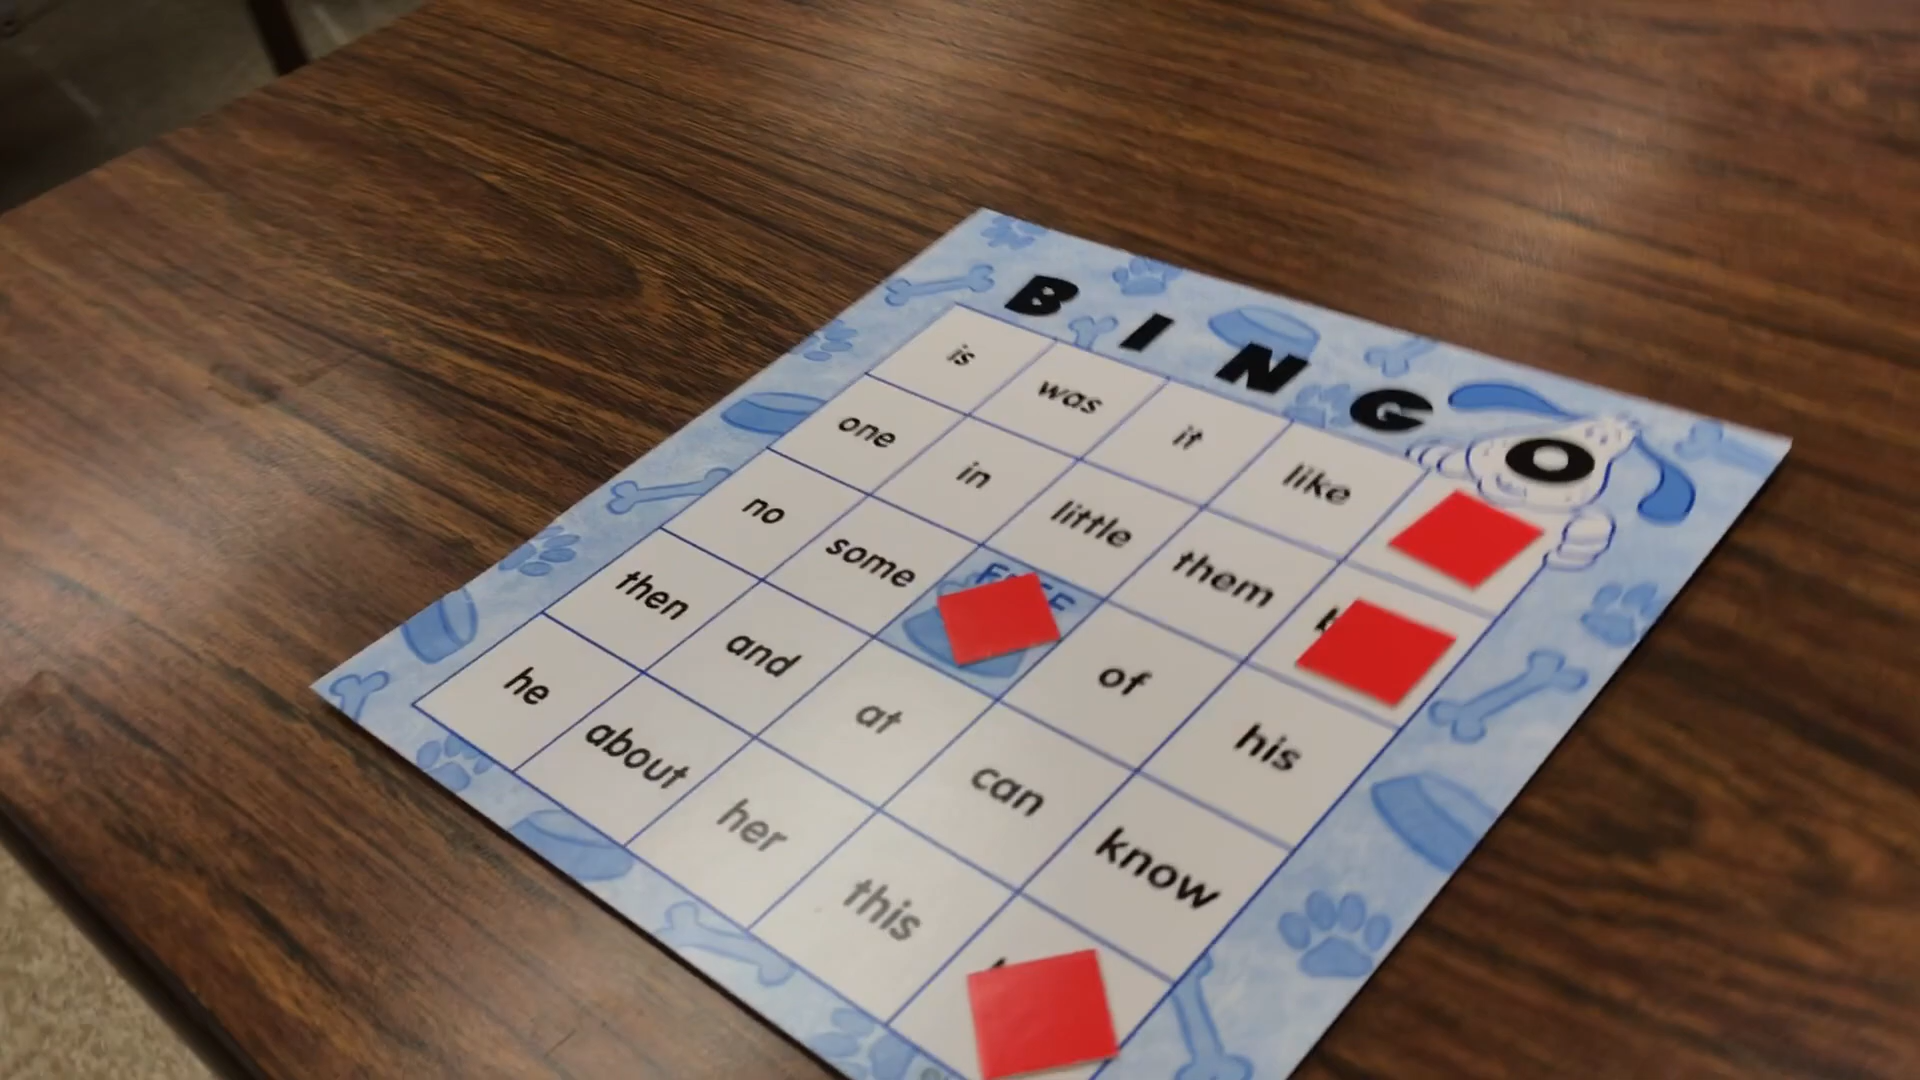 B I N G O
is was it like
one in little them
no some FREE of his
then and at can know
he about her this